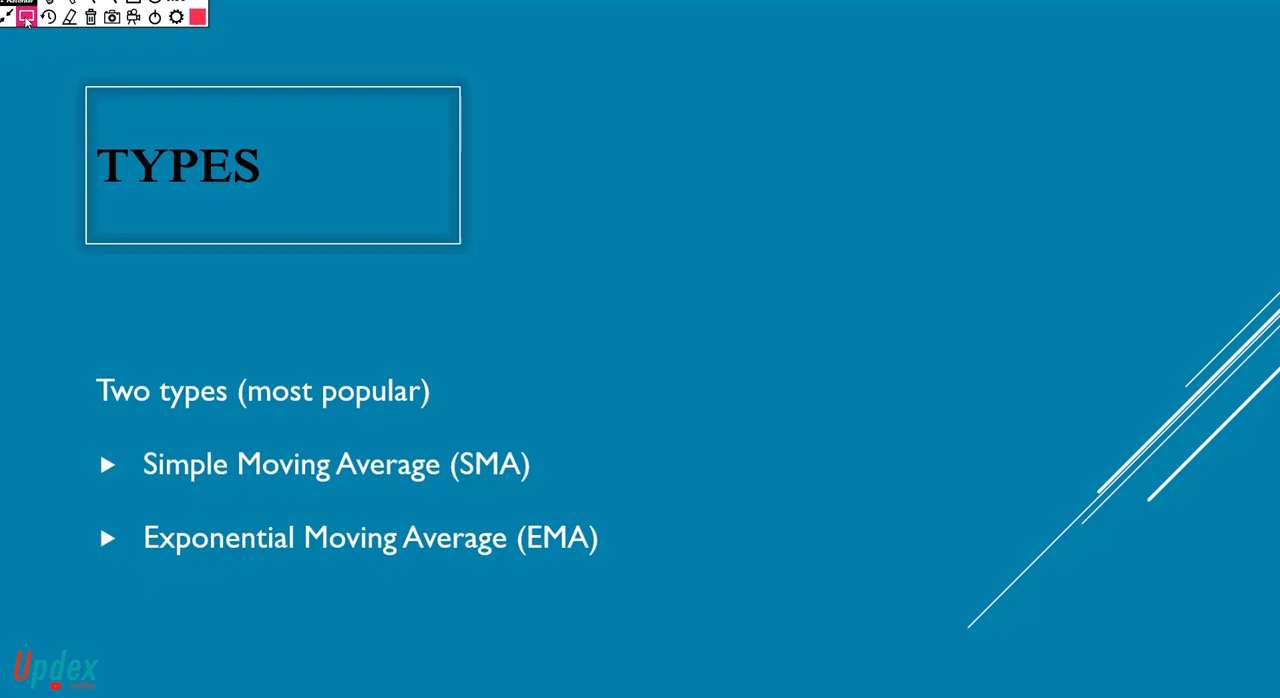 TYPES
Two types (most popular)
Simple Moving Average (SMA)
Exponential Moving Average (EMA)
Updex